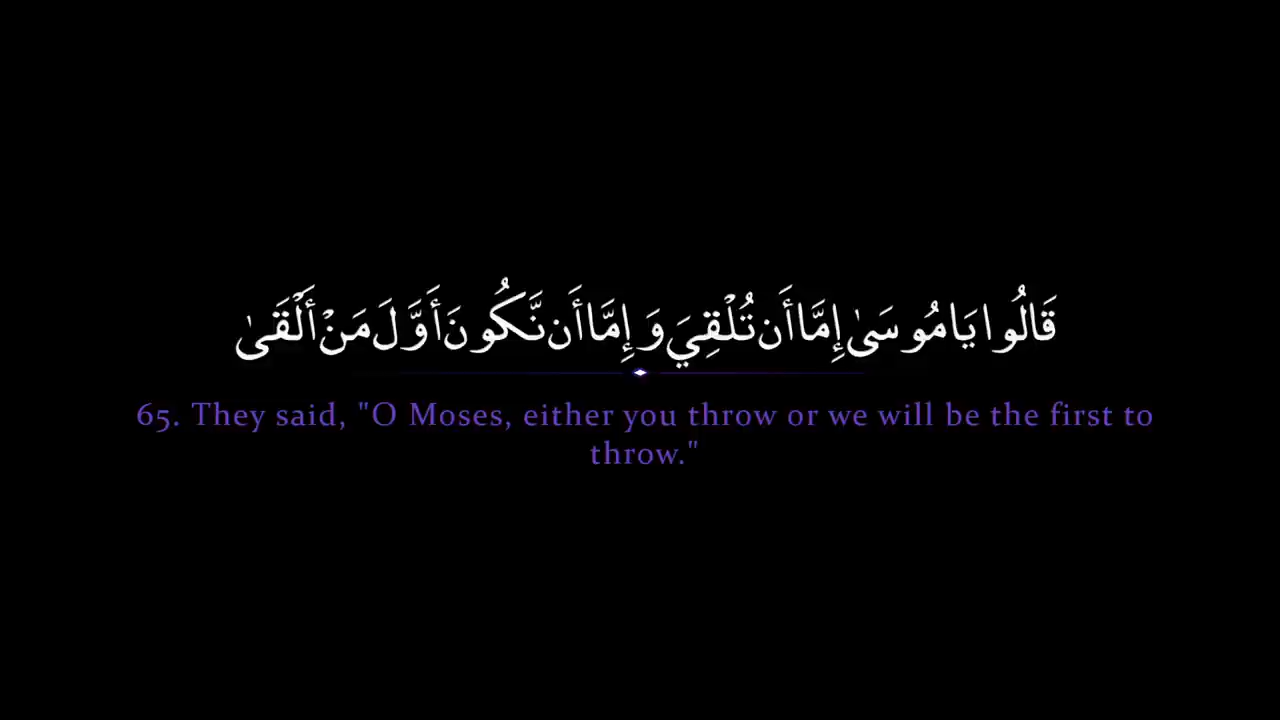 قَالُوا يَا مُوسَىٰ إِمَّا أَن تُلْقِيَ وَإِمَّا أَن نَّكُونَ أَوَّلَ مَنْ أَلْقَىٰ
65. They said, "O Moses, either you throw or we will be the first to
throw."